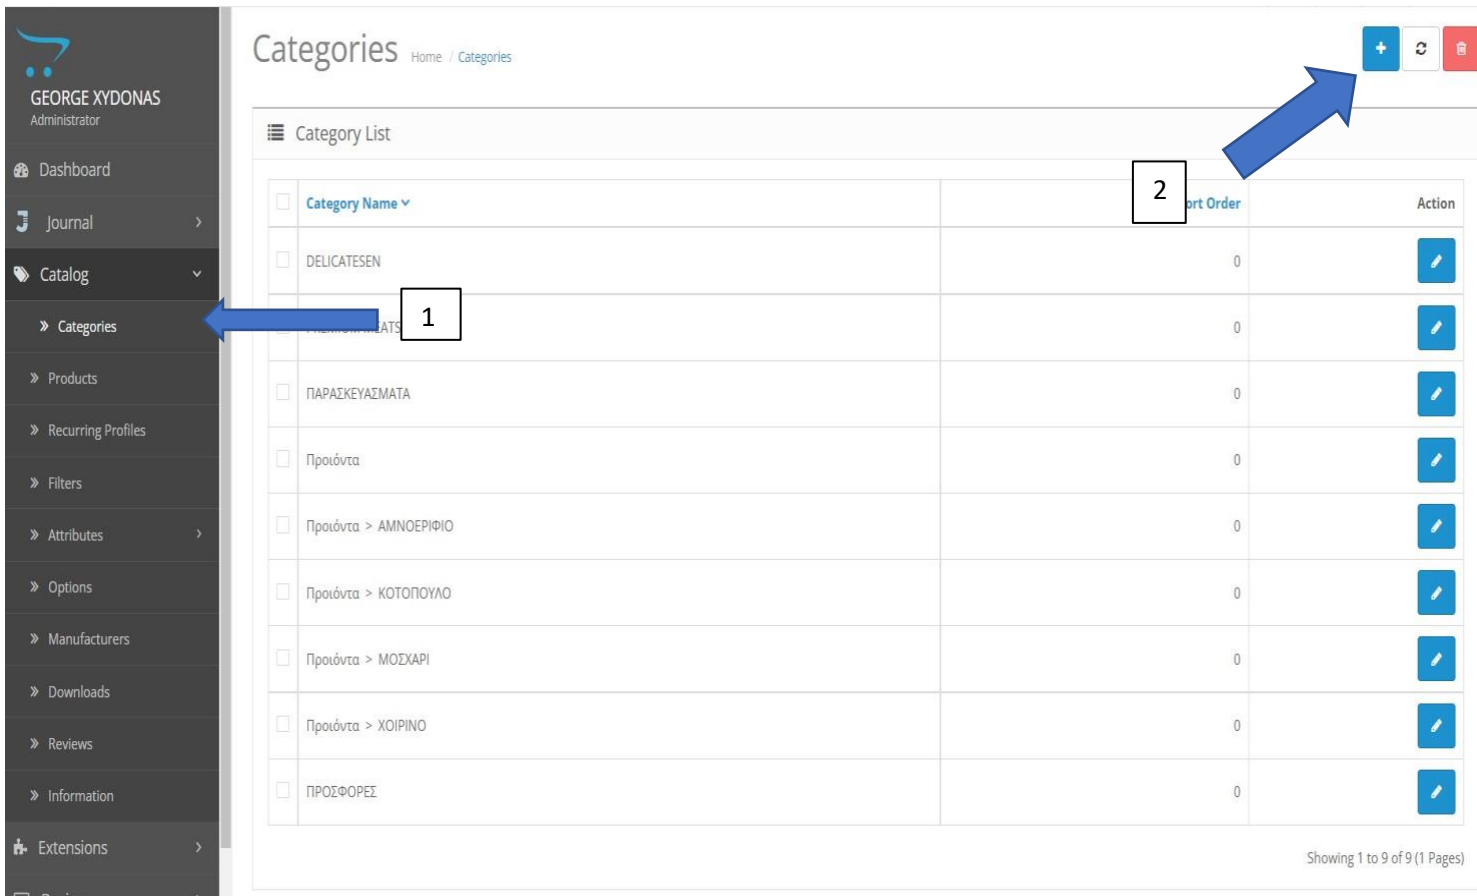 GEORGE XYDONAS
Administrator
Dashboard
Journal
Catalog
Categories
Products
Recurring Profiles
Filters
Attributes
Options
Manufacturers
Downloads
Reviews
Information
Extensions
Categories Home / Categories
Category List
2
Category Name ort Order Action
DELICATESEN 0
1
EATS 0
ΠΑΡΑΣΚΕΥΑΣΜΑΤΑ 0
Προιόντα 0
Προιόντα > ΑΜΝΟΕΡΙΦΙΟ 0
Προιόντα > ΚΟΤΟΠΟΥΛΟ 0
Προιόντα > ΜΟΣΧΑΡΙ 0
Προιόντα > ΧΟΙΡΙΝΟ 0
ΠΡΟΣΦΟΡΕΣ 0
Showing 1 to 9 of 9 (1 Pages)